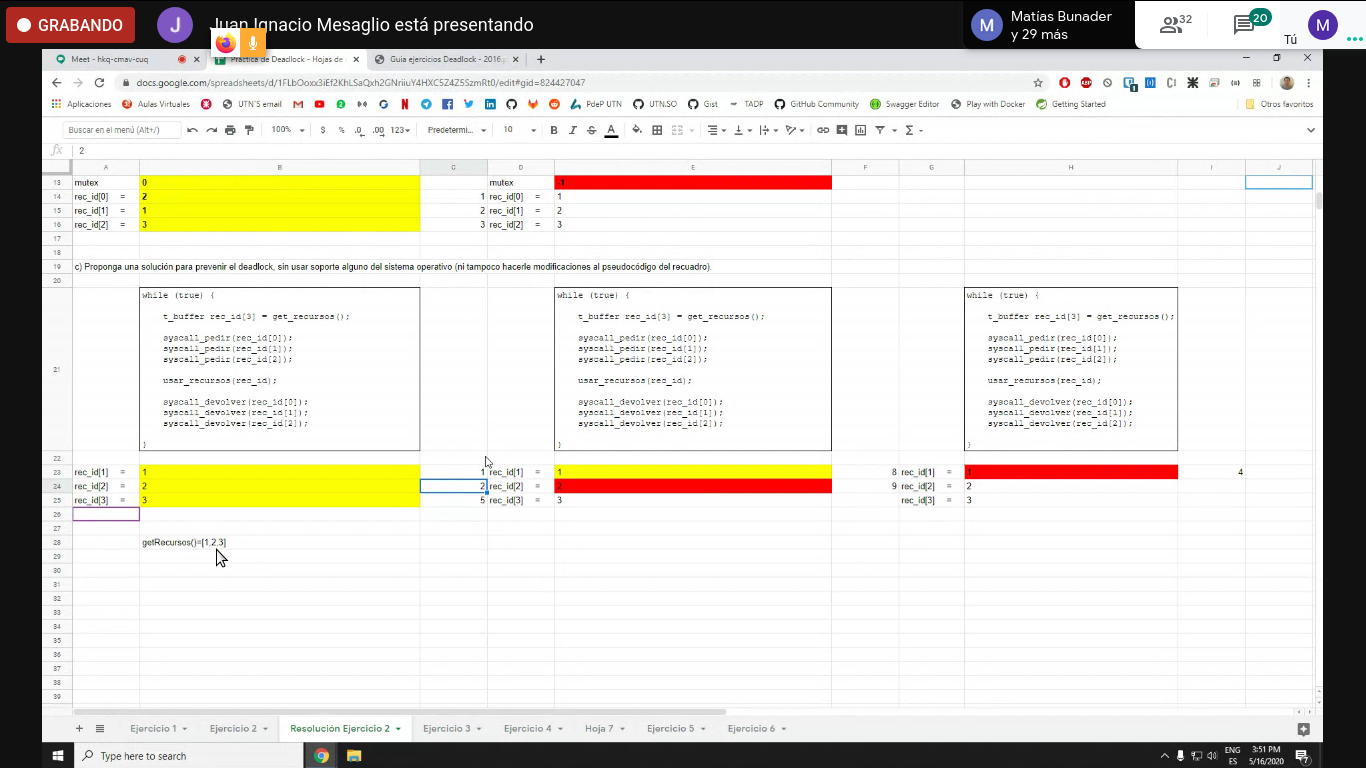 GRABANDO
J
Juan Ignacio Mesaglio está presentando
M
Matías Bunader
y 29 más
32
20
Tú
M
Meet - hkq-cmav-cuq
Práctica de Deadlock - Hojas de
Guia ejercicios Deadlock - 2016.
docs.google.com/spreadsheets/d/1FLbOoxx3iEf2KhLSaQxh2GNriiuY4HXC5Z4Z5SzmRt0/edit#gid=824427047
Aplicaciones
Aulas Virtuales
UTN'S email
PdeP UTN
UTN.SO
Gist
TADP
GitHub Community
Swagger Editor
Play with Docker
Getting Started
Otros favoritos
Buscar en el menú (Alt+/)
100%
$ % .0 .00 123
Predetermi...
10
B I S A
fx 2
A B C D E F G H I J
13 mutex 0 mutex -1
14 rec_id[0] = 2 1 rec_id[0] = 1
15 rec_id[1] = 1 2 rec_id[1] = 2
16 rec_id[2] = 3 3 rec_id[2] = 3
17
18
19 c) Proponga una solución para prevenir el deadlock, sin usar soporte alguno del sistema operativo (ni tampoco hacerle modificaciones al pseudocódigo del recuadro).
20
21
while (true) {
t_buffer rec_id[3] = get_recursos();
syscall_pedir(rec_id[0]);
syscall_pedir(rec_id[1]);
syscall_pedir(rec_id[2]);
usar_recursos(rec_id);
syscall_devolver(rec_id[0]);
syscall_devolver(rec_id[1]);
syscall_devolver(rec_id[2]);
}
while (true) {
t_buffer rec_id[3] = get_recursos();
syscall_pedir(rec_id[0]);
syscall_pedir(rec_id[1]);
syscall_pedir(rec_id[2]);
usar_recursos(rec_id);
syscall_devolver(rec_id[0]);
syscall_devolver(rec_id[1]);
syscall_devolver(rec_id[2]);
}
while (true) {
t_buffer rec_id[3] = get_recursos();
syscall_pedir(rec_id[0]);
syscall_pedir(rec_id[1]);
syscall_pedir(rec_id[2]);
usar_recursos(rec_id);
syscall_devolver(rec_id[0]);
syscall_devolver(rec_id[1]);
syscall_devolver(rec_id[2]);
}
22
23 rec_id[1] = 1 1 rec_id[1] = 1 8 rec_id[1] = 1 4
24 rec_id[2] = 2 2 rec_id[2] = 2 9 rec_id[2] = 2
25 rec_id[3] = 3 5 rec_id[3] = 3 rec_id[3] = 3
26
27
28 getRecursos()=[1,2,3]
29
30
31
32
33
34
35
36
37
38
39
Ejercicio 1
Ejercicio 2
Resolución Ejercicio 2
Ejercicio 3
Ejercicio 4
Hoja 7
Ejercicio 5
Ejercicio 6
Type here to search
ENG
ES
3:51 PM
5/16/2020
7